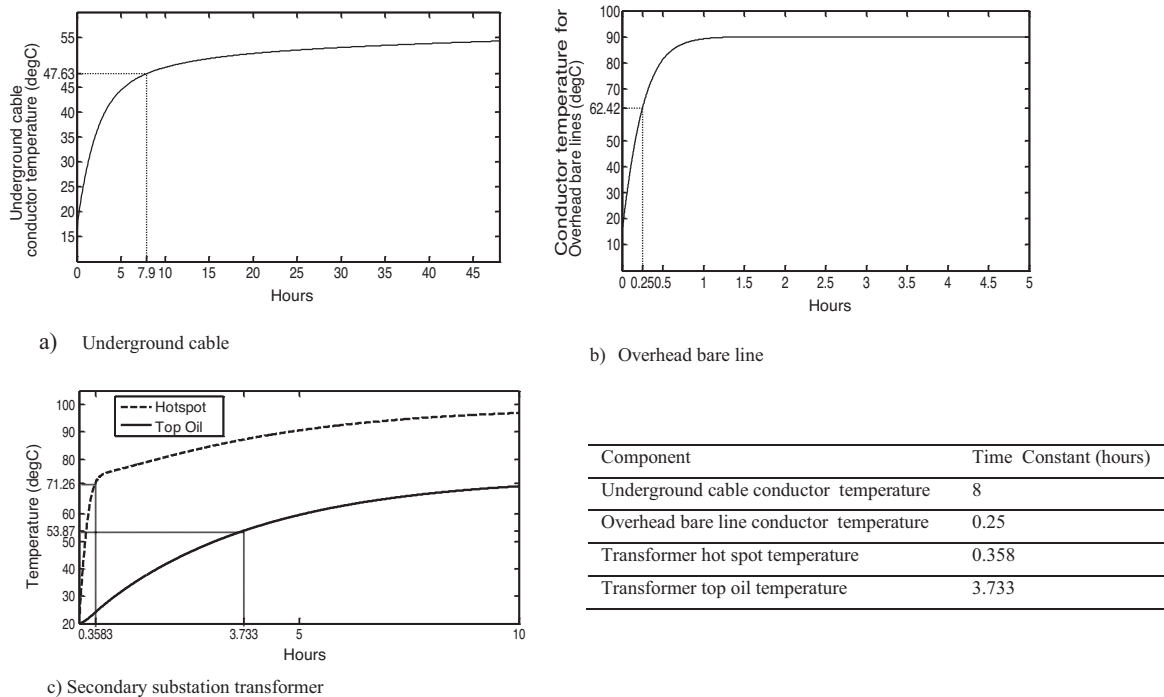 Underground cable
conductor temperature (degC)
55
47.63
45
40
35
30
25
20
15
0 5 7.9 10 15 20 25 30 35 40 45
Hours
a) Underground cable
Conductor temperature for
Overhead bare lines (degC)
100
90
80
70
62.42
50
40
30
20
10
0 0.25 0.5 1 1.5 2 2.5 3 3.5 4 4.5 5
Hours
b) Overhead bare line
Temperature (degC)
100
90
80
71.26
60
53.87
50
40
30
20
Hotspot
Top Oil
0.3583 3.733 5 10
Hours
c) Secondary substation transformer
Component Time Constant (hours)
Underground cable conductor temperature 8
Overhead bare line conductor temperature 0.25
Transformer hot spot temperature 0.358
Transformer top oil temperature 3.733